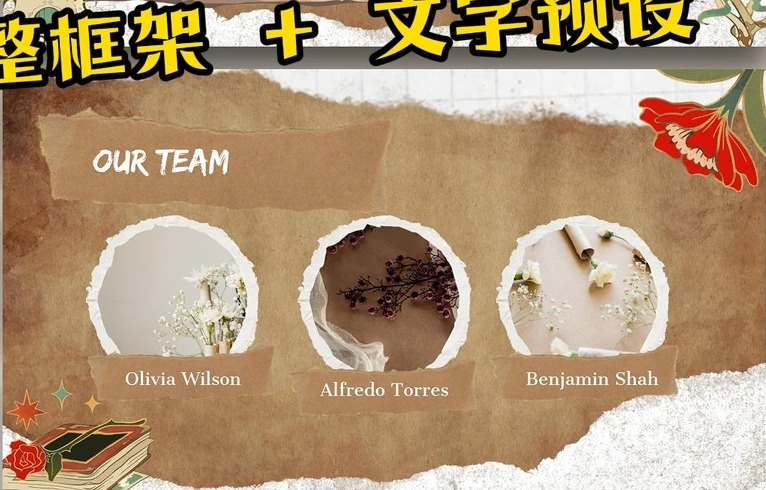 整框架 + 文字预设
OUR TEAM
Olivia Wilson
Alfredo Torres
Benjamin Shah